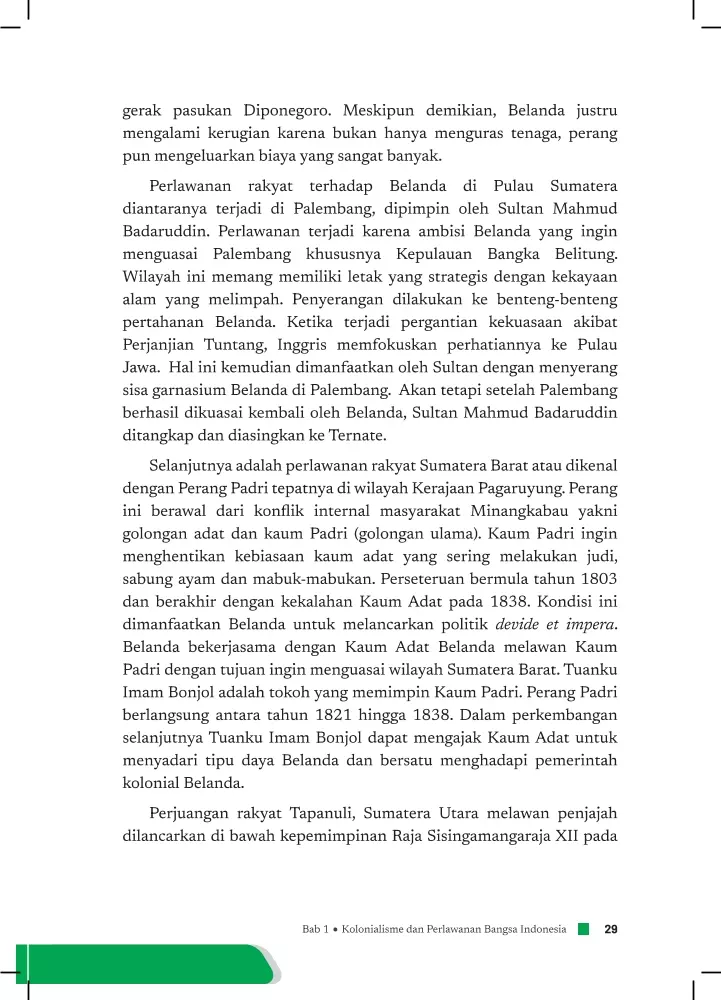 gerak pasukan Diponegoro. Meskipun demikian, Belanda justru
mengalami kerugian karena bukan hanya menguras tenaga, perang
pun mengeluarkan biaya yang sangat banyak.
Perlawanan rakyat terhadap Belanda di Pulau Sumatera
diantaranya terjadi di Palembang, dipimpin oleh Sultan Mahmud
Badaruddin. Perlawanan terjadi karena ambisi Belanda yang ingin
menguasai Palembang khususnya Kepulauan Bangka Belitung.
Wilayah ini memang memiliki letak yang strategis dengan kekayaan
alam yang melimpah. Penyerangan dilakukan ke benteng-benteng
pertahanan Belanda. Ketika terjadi pergantian kekuasaan akibat
Perjanjian Tuntang, Inggris memfokuskan perhatiannya ke Pulau
Jawa. Hal ini kemudian dimanfaatkan oleh Sultan dengan menyerang
sisa garnasium Belanda di Palembang. Akan tetapi setelah Palembang
berhasil dikuasai kembali oleh Belanda, Sultan Mahmud Badaruddin
ditangkap dan diasingkan ke Ternate.
Selanjutnya adalah perlawanan rakyat Sumatera Barat atau dikenal
dengan Perang Padri tepatnya di wilayah Kerajaan Pagaruyung. Perang
ini berawal dari konflik internal masyarakat Minangkabau yakni
golongan adat dan kaum Padri (golongan ulama). Kaum Padri ingin
menghentikan kebiasaan kaum adat yang sering melakukan judi,
sabung ayam dan mabuk-mabukan. Perseteruan bermula tahun 1803
dan berakhir dengan kekalahan Kaum Adat pada 1838. Kondisi ini
dimanfaatkan Belanda untuk melancarkan politik devide et impera.
Belanda bekerjasama dengan Kaum Adat Belanda melawan Kaum
Padri dengan tujuan ingin menguasai wilayah Sumatera Barat. Tuanku
Imam Bonjol adalah tokoh yang memimpin Kaum Padri. Perang Padri
berlangsung antara tahun 1821 hingga 1838. Dalam perkembangan
selanjutnya Tuanku Imam Bonjol dapat mengajak Kaum Adat untuk
menyadari tipu daya Belanda dan bersatu menghadapi pemerintah
kolonial Belanda.
Perjuangan rakyat Tapanuli, Sumatera Utara melawan penjajah
dilancarkan di bawah kepemimpinan Raja Sisingamangaraja XII pada
Bab 1 • Kolonialisme dan Perlawanan Bangsa Indonesia 29